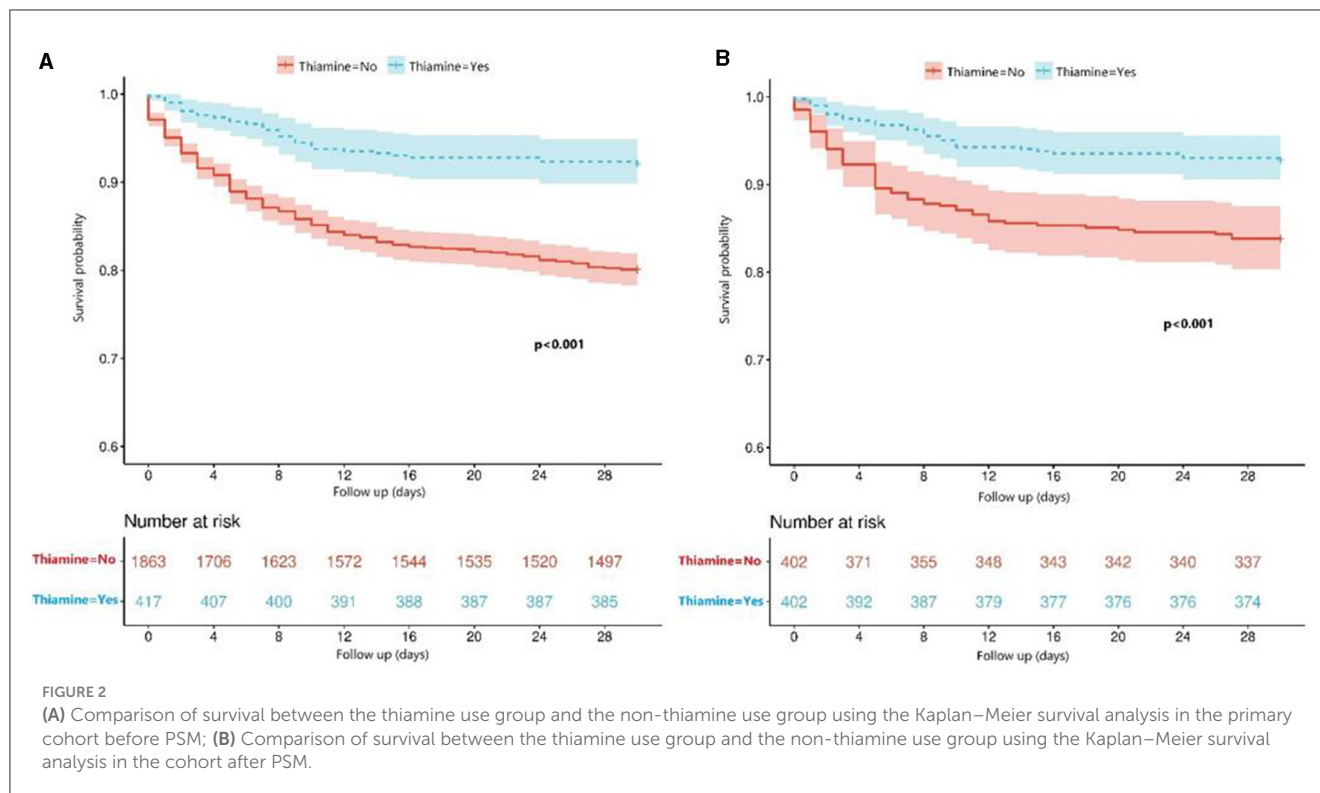 A
Thiamine=No Thiamine=Yes
1.0
0.9
0.8
0.7
0.6
Survival probability
p<0.001
0 4 8 12 16 20 24 28
Follow up (days)
Number at risk
Thiamine=No 1863 1706 1623 1572 1544 1535 1520 1497
Thiamine=Yes 417 407 400 391 388 387 387 385
0 4 8 12 16 20 24 28
Follow up (days)
B
Thiamine=No Thiamine=Yes
1.0
0.9
0.8
0.7
0.6
Survival probability
p<0.001
0 4 8 12 16 20 24 28
Follow up (days)
Number at risk
Thiamine=No 402 371 355 348 343 342 340 337
Thiamine=Yes 402 392 387 379 377 376 376 374
0 4 8 12 16 20 24 28
Follow up (days)
FIGURE 2
(A) Comparison of survival between the thiamine use group and the non-thiamine use group using the Kaplan–Meier survival analysis in the primary
cohort before PSM; (B) Comparison of survival between the thiamine use group and the non-thiamine use group using the Kaplan–Meier survival
analysis in the cohort after PSM.